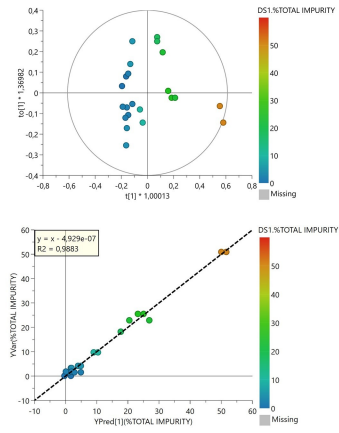 DS1.%TOTAL IMPURITY
0,4
0,3
0,2
0,1
0
-0,1
-0,2
-0,3
-0,4
to[1] * 1,36982
-0,8 -0,6 -0,4 -0,2 0 0,2 0,4 0,6 0,8
t[1] * 1,00013
50
40
30
20
10
0
Missing
DS1.%TOTAL IMPURITY
y = x - 4,929e-07
R2 = 0,9883
60
50
40
30
20
10
0
-10
YVar(%TOTAL IMPURITY)
-10 0 10 20 30 40 50 60
YPred[1](%TOTAL IMPURITY)
50
40
30
20
10
0
Missing